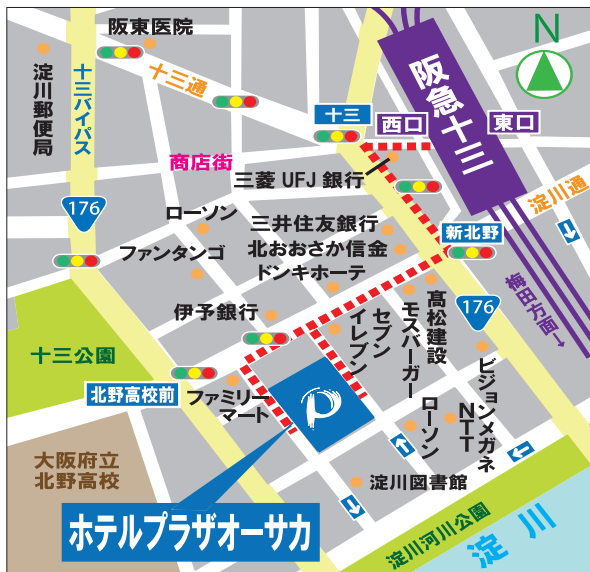 阪東医院
N
淀川郵便局
十三バイパス
十三通
十三
西口
阪急十三
東口
商店街
三菱 UFJ 銀行
淀川通
176
ローソン
三井住友銀行
新北野
ファンタンゴ
北おおさか信金
ドンキホーテ
梅田方面→
176
伊予銀行
セブン
イレブン
モスバーガー
髙松建設
十三公園
北野高校前
ファミリー
マート
P
ローソン
NTT
ビジョンメガネ
大阪府立
北野高校
淀川図書館
ホテルプラザオーサカ
淀川河川公園
淀川